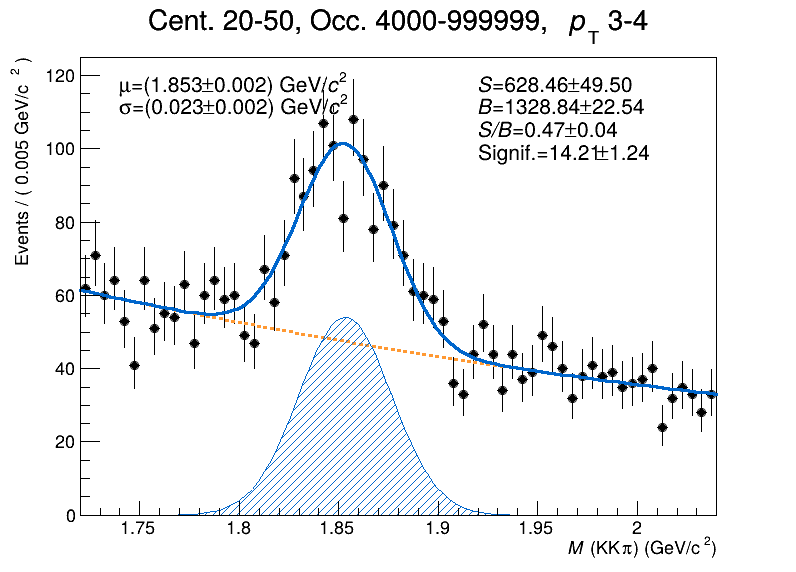 Cent. 20-50, Occ. 4000-999999, pT 3-4
μ=(1.853±0.002) GeV/c²
σ=(0.023±0.002) GeV/c²
S=628.46±49.50
B=1328.84±22.54
S/B=0.47±0.04
Signif.=14.21±1.24
Events / ( 0.005 GeV/c ² )
120
100
80
60
40
20
0
1.75 1.8 1.85 1.9 1.95 2
M (KKπ) (GeV/c²)